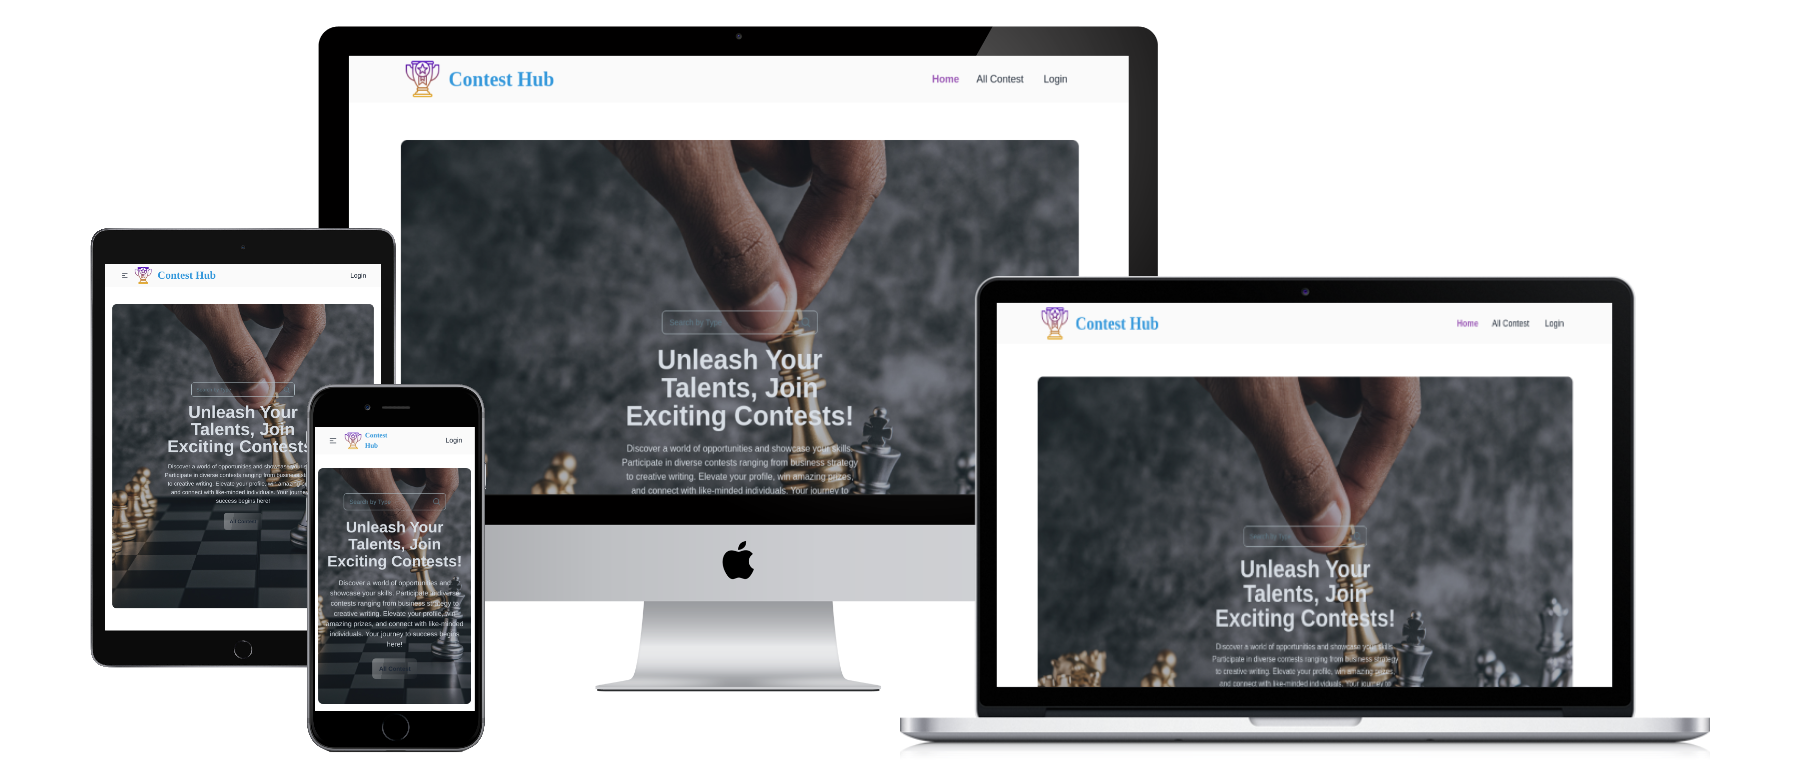 Contest Hub
Home All Contest Login
Search by Type
Unleash Your
Talents, Join
Exciting Contests!
Discover a world of opportunities and showcase your skills.
Participate in diverse contests ranging from business strategy
to creative writing. Elevate your profile, win amazing prizes,
and connect with like-minded individuals. Your journey to
Contest Hub
Login
Unleash Your
Talents, Join
Exciting Contests
Discover a world of opportunities and showcase your
Participate in diverse contests ranging from business
to creative writing. Elevate your profile, win amazing
and connect with like-minded individuals. Your journey
success begins here!
All Contest
Contest
Hub
Login
Search by Type
Unleash Your
Talents, Join
Exciting Contests!
Discover a world of opportunities and
showcase your skills. Participate in diverse
contests ranging from business strategy to
creative writing. Elevate your profile, win
amazing prizes, and connect with like-minded
individuals. Your journey to success begins
here!
All Contest
Contest Hub
Home All Contest Login
Search by Type
Unleash Your
Talents, Join
Exciting Contests!
Discover a world of opportunities and showcase your skills.
Participate in diverse contests ranging from business strategy
to creative writing. Elevate your profile, win amazing prizes,
and connect with like-minded individuals. Your journey to